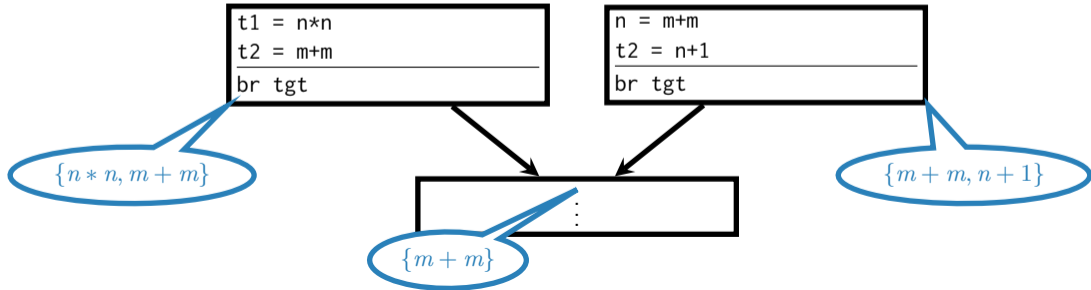 t1 = n*n
t2 = m+m
br tgt
n = m+m
t2 = n+1
br tgt
{n ∗ n, m + m}
{m + m, n + 1}
⋮
{m + m}